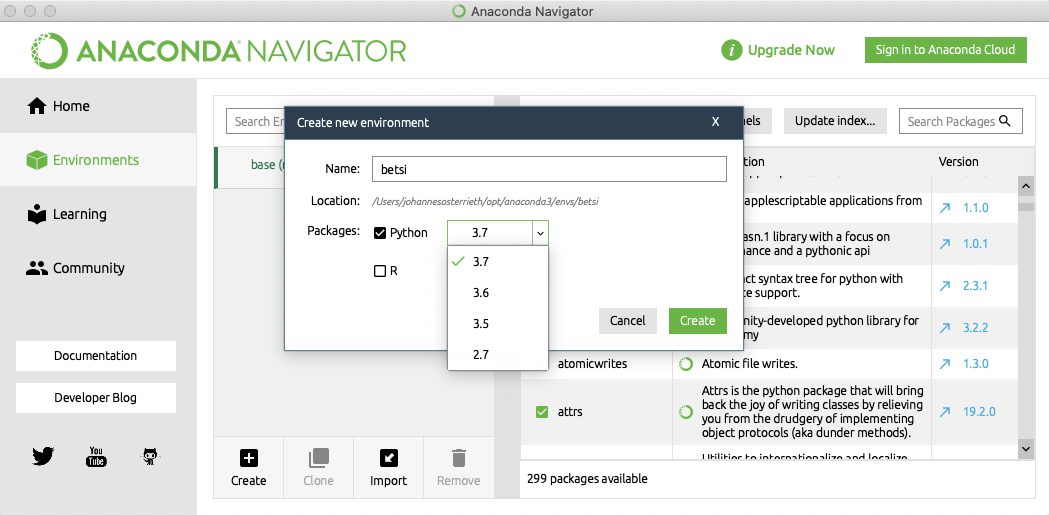 Anaconda Navigator
ANACONDA NAVIGATOR
i Upgrade Now
Sign in to Anaconda Cloud
Home
Environments
Learning
Community
Documentation
Developer Blog
You
Tube
Search En
base (r
Create
Clone
Import
Remove
Create new environment
X
Name: betsi
Location: /Users/johannesosterrieth/opt/anaconda3/envs/betsi
Packages: Python 3.7
3.7
3.6
3.5
2.7
R
Cancel
Create
nels
Update index...
Search Packages
tion
Version
applescriptable applications from
1.1.0
asn.1 library with a focus on
nance and a pythonic api
1.0.1
ct syntax tree for python with
te support.
2.3.1
nity-developed python library for
my
3.2.2
atomicwrites
Atomic file writes.
1.3.0
attrs
Attrs is the python package that will bring
back the joy of writing classes by relieving
you from the drudgery of implementing
object protocols (aka dunder methods).
19.2.0
Utilities to internationalize and localize
299 packages available